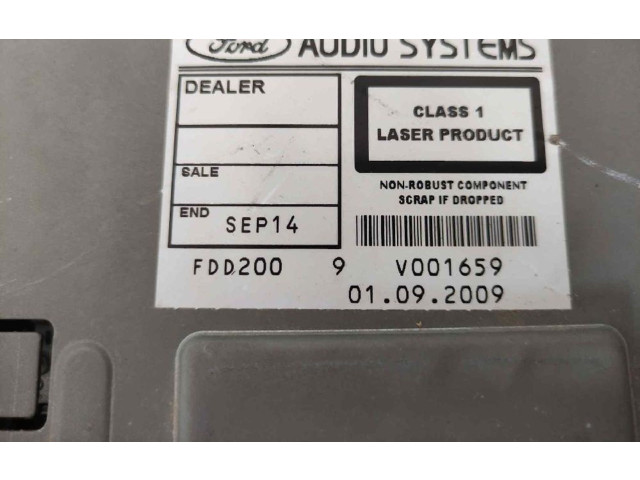 Ford AUDIO SYSTEMS
DEALER
CLASS 1
LASER PRODUCT
SALE
NON-ROBUST COMPONENT
SCRAP IF DROPPED
END SEP14
FDD200 9 V001659
01.09.2009